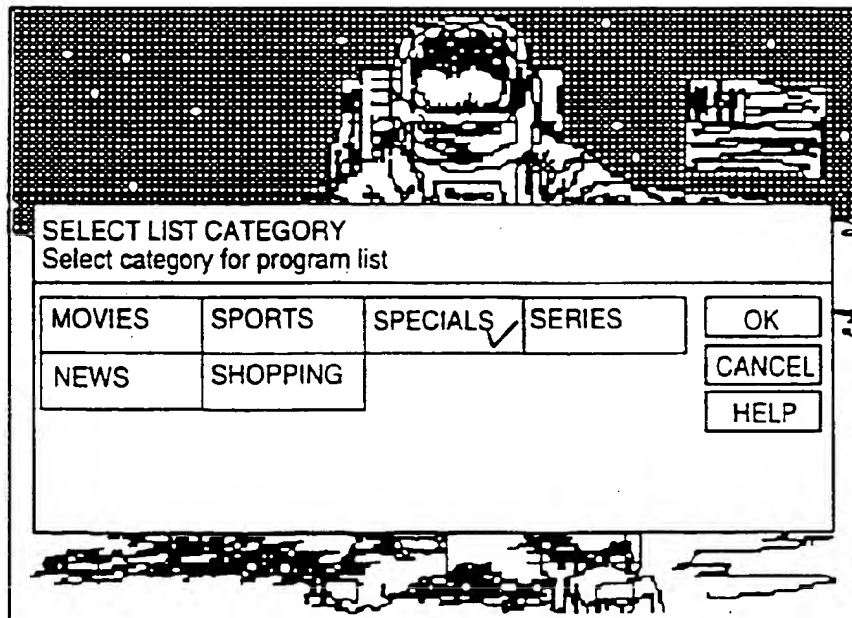 SELECT LIST CATEGORY
Select category for program list
MOVIES SPORTS SPECIALS SERIES OK
NEWS SHOPPING CANCEL
HELP